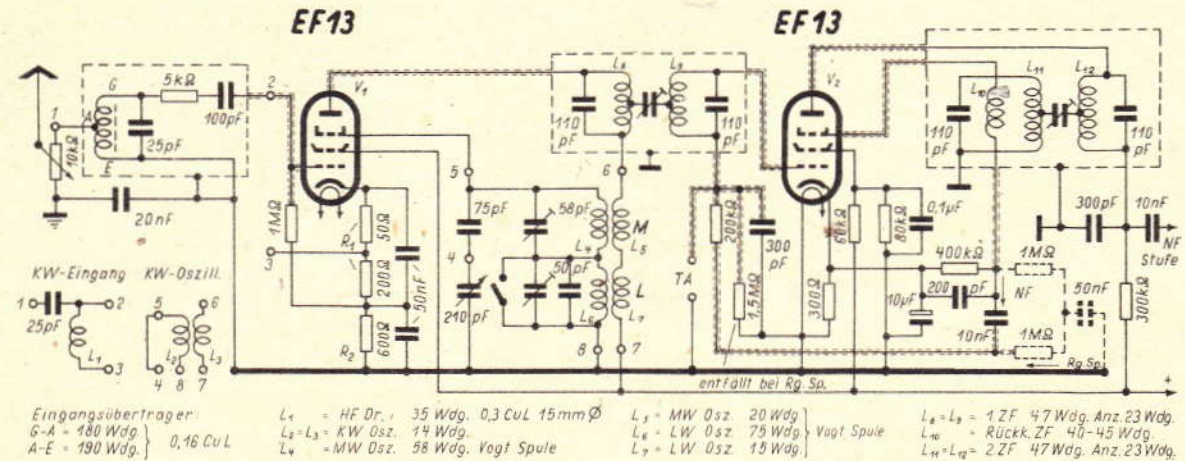 EF13
EF13
G
5kΩ
2
100pF
A
25pF
E
1
10kΩ
20nF
V₁
1MΩ
3
R₁
50Ω
200Ω
50nF
R₂
600Ω
5
75pF
4
210 pF
58pF
50pF
L₄
M
L₅
L₆
L
L₇
8
7
6
110
pF
L₈
L₉
110
pF
V₂
TA
200kΩ
1,5MΩ
300
pF
300Ω
60kΩ
80kΩ
0,1µF
400kΩ
200 pF
10µF
10nF
NF
1MΩ
1MΩ
50nF
Rg.Sp.
entfällt bei Rg. Sp.
110
pF
L₁₀
L₁₁
L₁₂
110
pF
300pF
10nF
NF
Stufe
300kΩ
+
KW-Eingang
KW-Oszill.
1
2
25pF
L₁
3
5
6
L₂
L₃
4
8
7
Eingangsübertrager:
G-A = 180 Wdg.
A-E = 190 Wdg.
0,16 CuL
L₁ = HF Dr. 35 Wdg. 0,3 CuL 15mm Ø
L₂=L₃ = KW Osz. 14 Wdg.
L₄ = MW Osz. 58 Wdg. Vogt Spule
L₅ = MW Osz. 20 Wdg
L₆ = LW Osz. 75 Wdg.
L₇ = LW Osz. 15 Wdg.
Vogt Spule
L₈=L₉ = 1.ZF 47 Wdg. Anz. 23 Wdg.
L₁₀ = Rückk. ZF 40-45 Wdg.
L₁₁=L₁₂ = 2.ZF 47 Wdg. Anz. 23 Wdg.